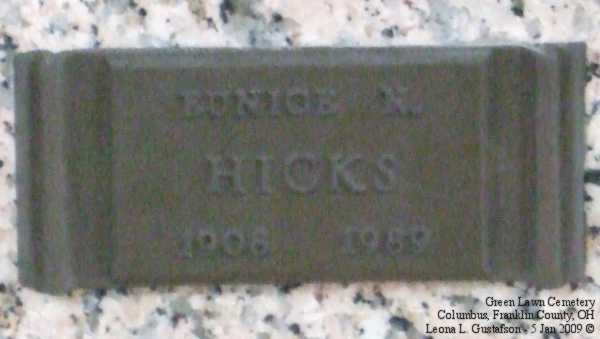 EUNICE N.
HICKS
1908 1989
Green Lawn Cemetery
Columbus, Franklin County, OH
Leona L. Gustafson - 5 Jan 2009 ©